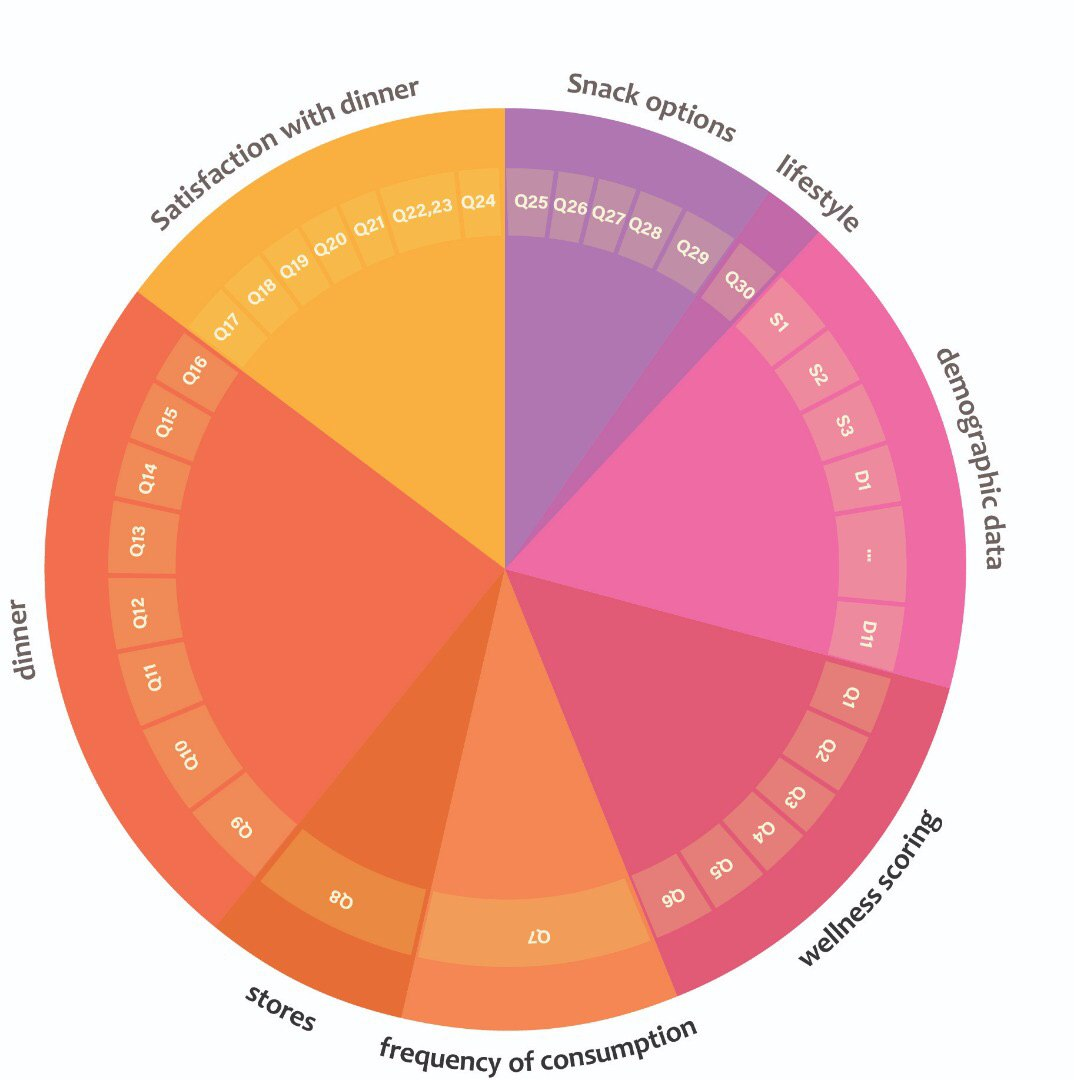 Snack options
Q25
Q26
Q27
Q28
Q29
lifestyle
Q30
demographic data
S1
S2
S3
D1
...
D11
wellness scoring
Q1
Q2
Q3
Q4
Q5
Q6
frequency of consumption
Q7
stores
Q8
dinner
Q9
Q10
Q11
Q12
Q13
Q14
Q15
Q16
Satisfaction with dinner
Q17
Q18
Q19
Q20
Q21
Q22,23
Q24